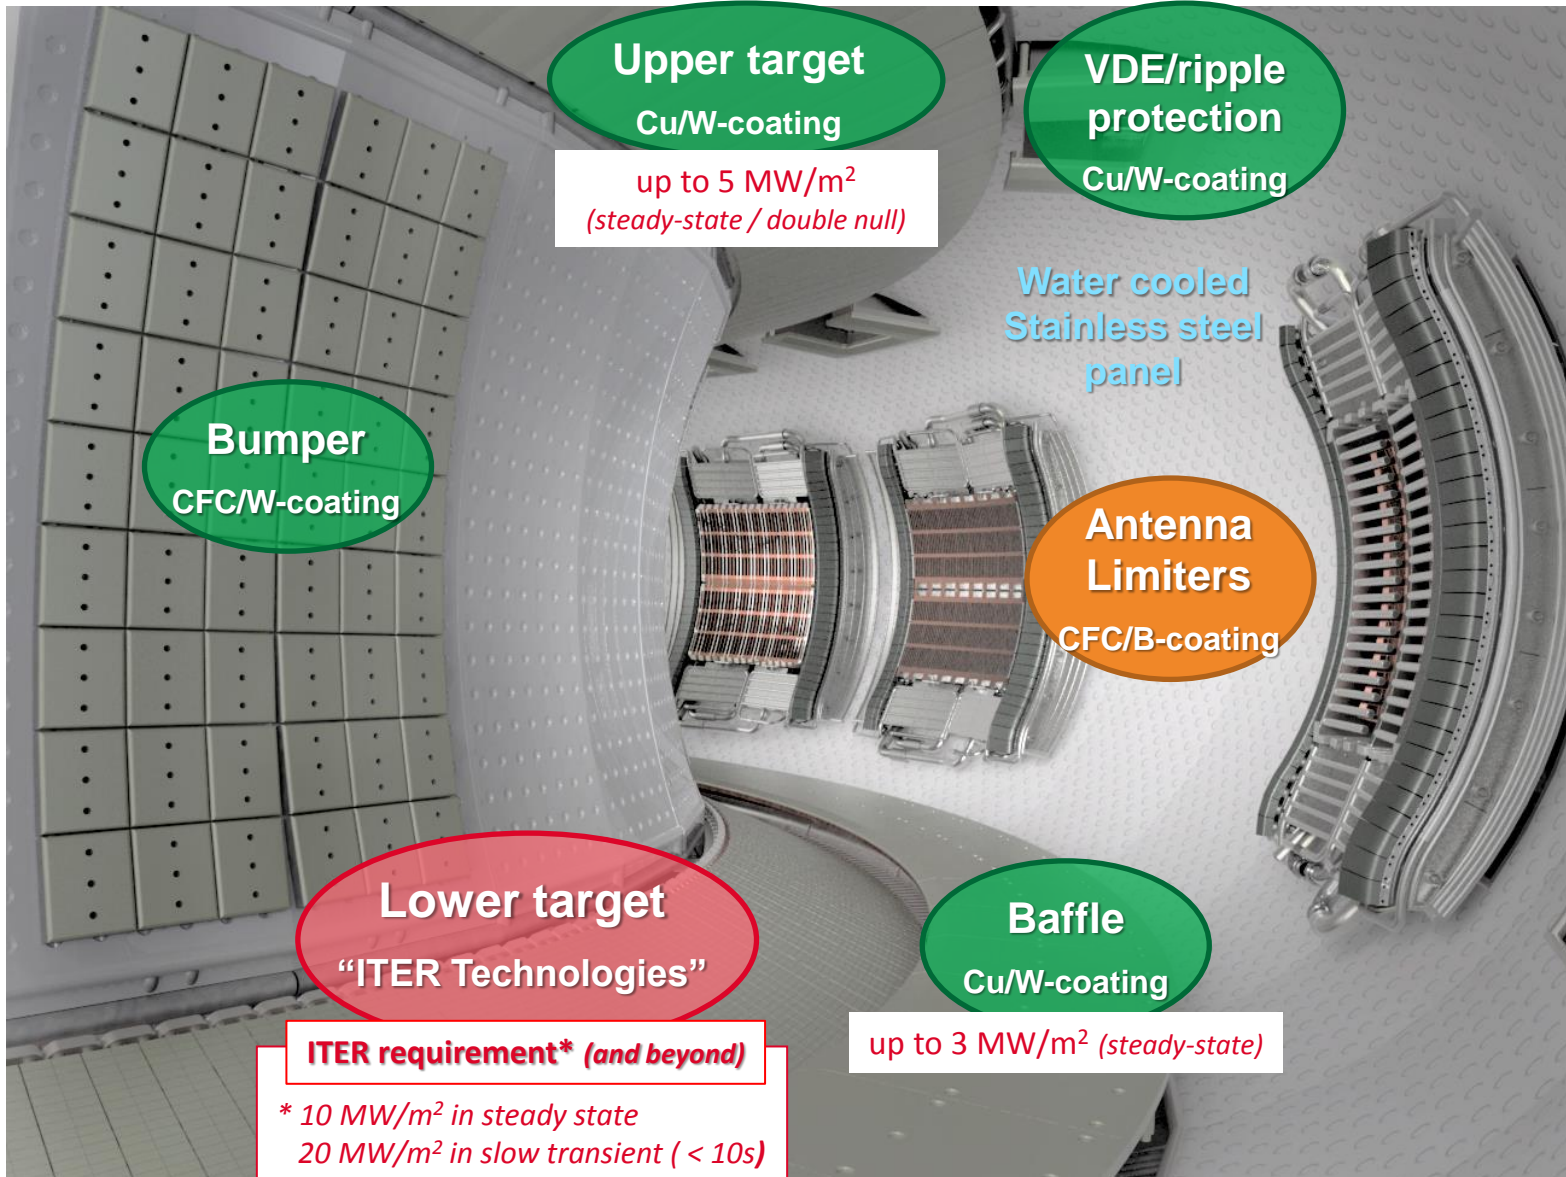 Upper target
Cu/W-coating
up to 5 MW/m²
(steady-state / double null)
VDE/ripple
protection
Cu/W-coating
Water cooled
Stainless steel
panel
Bumper
CFC/W-coating
Antenna
Limiters
CFC/B-coating
Lower target
“ITER Technologies”
ITER requirement* (and beyond)
* 10 MW/m² in steady state
20 MW/m² in slow transient ( < 10s)
Baffle
Cu/W-coating
up to 3 MW/m² (steady-state)